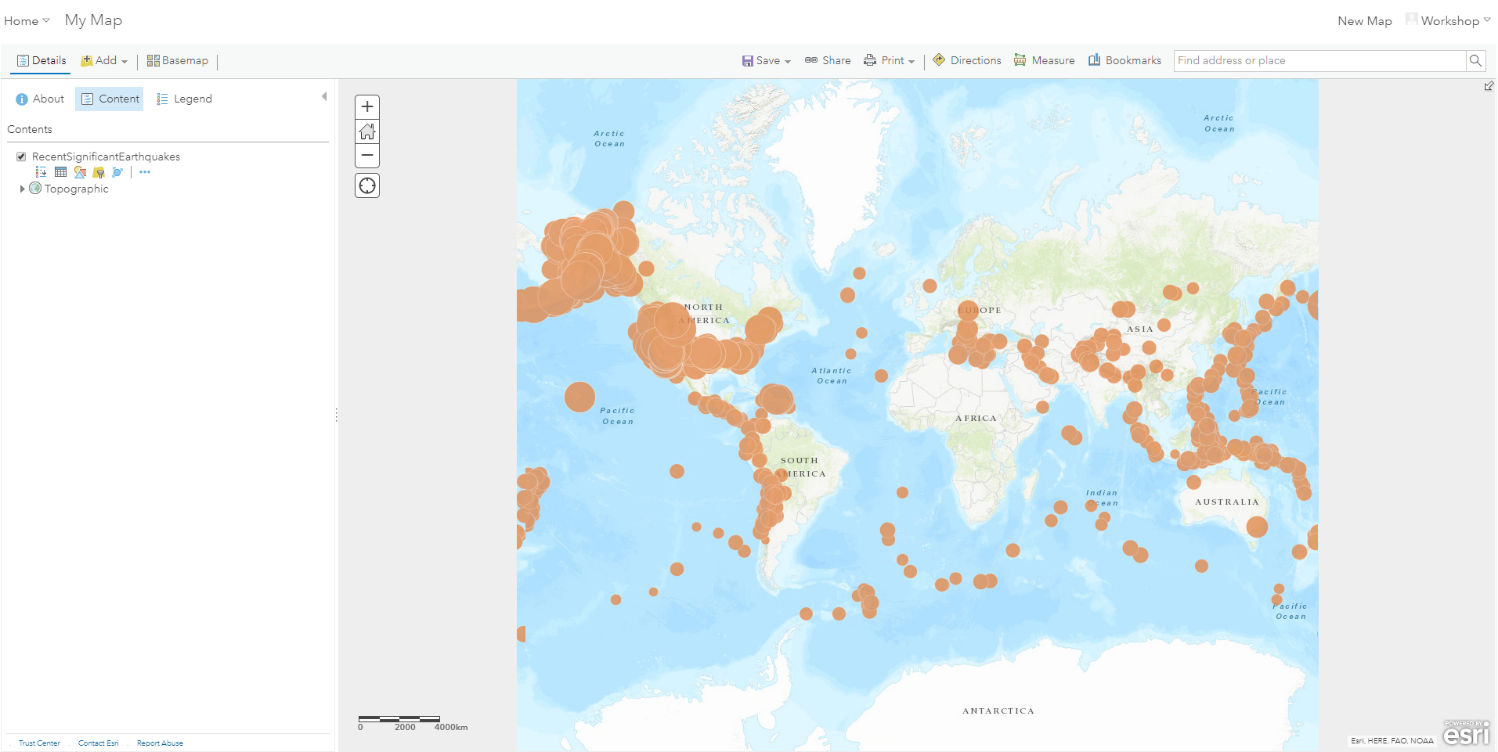 Home My Map New Map Workshop
Details Add Basemap Save Share Print Directions Measure Bookmarks Find address or place
About Content Legend
Contents
RecentSignificantEarthquakes
Topographic
Arctic
Ocean
Arctic
Ocean
NORTH
AMERICA
EUROPE
ASIA
Atlantic
Ocean
Pacific
Ocean
Pacific
Ocean
AFRICA
SOUTH
AMERICA
Indian
Ocean
AUSTRALIA
Pacific
Ocean
ANTARCTICA
0 2000 4000km
Trust Center Contact Esri Report Abuse
Esri, HERE, FAO, NOAA
POWERED BY
esri